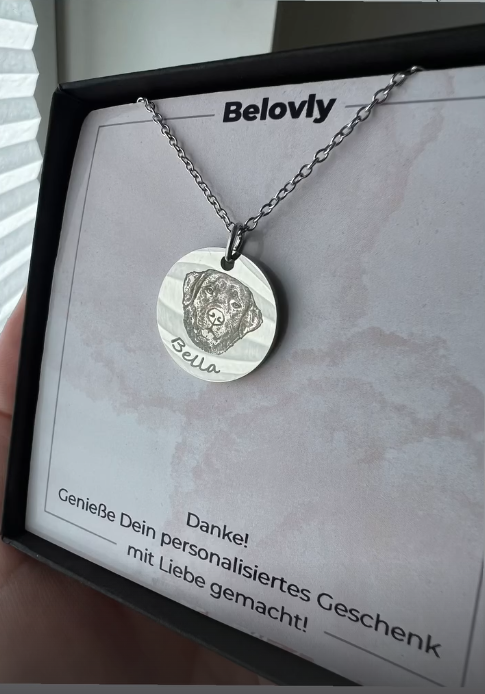 Belovly
Bella
Danke!
Genieße Dein personalisiertes Geschenk
mit Liebe gemacht!